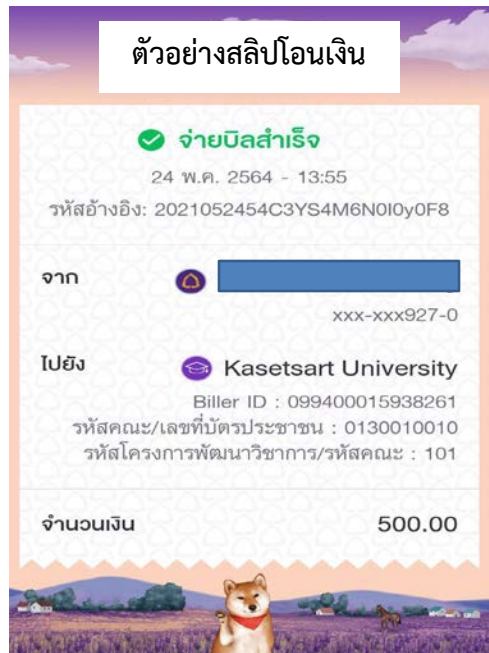 ตัวอย่างสลิปโอนเงิน
จ่ายบิลสำเร็จ
24 พ.ค. 2564 - 13:55
รหัสอ้างอิง: 2021052454C3YS4M6N0I0y0F8
จาก
xxx-xxx927-0
ไปยัง Kasetsart University
Biller ID : 099400015938261
รหัสคณะ/เลขที่บัตรประชาชน : 0130010010
รหัสโครงการพัฒนาวิชาการ/รหัสคณะ : 101
จำนวนเงิน 500.00